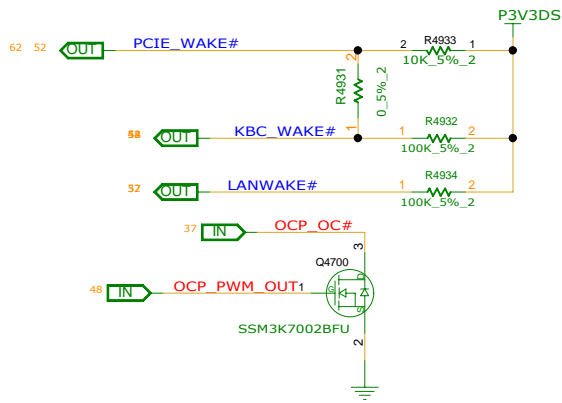 P3V3DS
62 52 OUT PCIE_WAKE# 2 R4933 1
10K_5%_2
2 R4931 1 0_5%_2
OUT KBC_WAKE# 1 R4932 2
100K_5%_2
OUT LANWAKE# 1 R4934 2
100K_5%_2
37 IN OCP_OC#
3
Q4700
D
48 IN OCP_PWM_OUT 1
G
S
SSM3K7002BFU
2